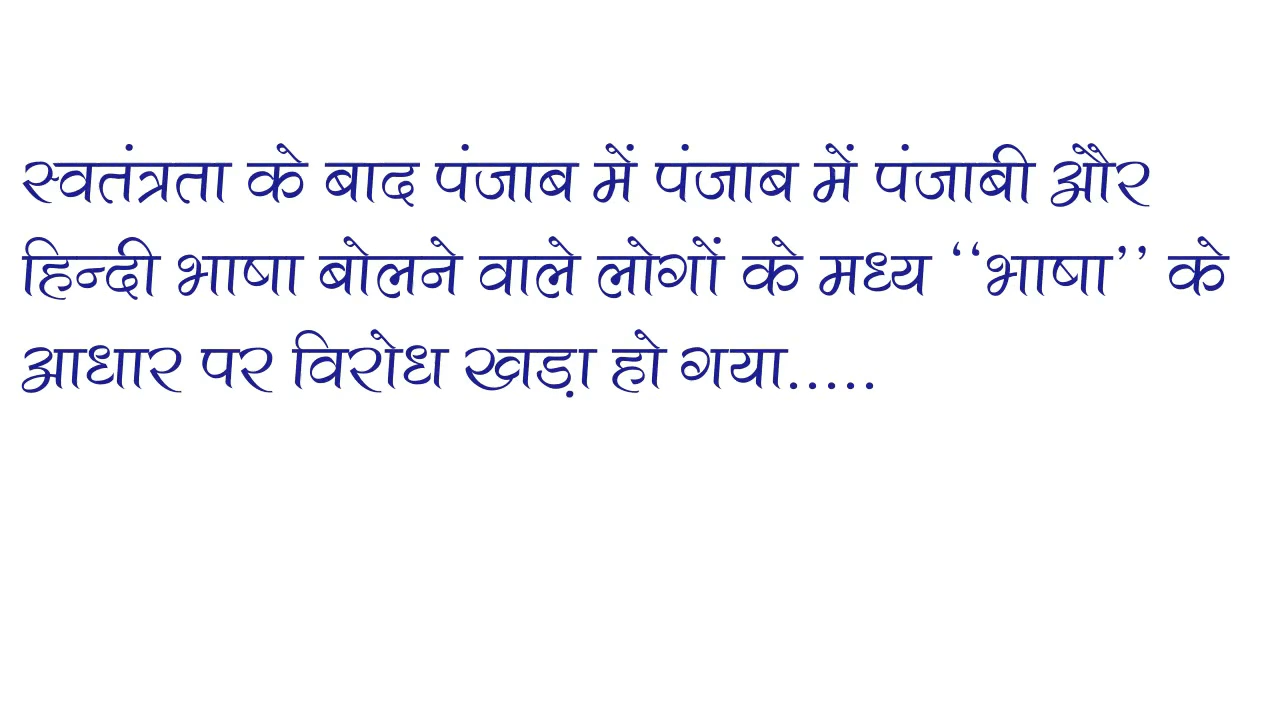 स्वतंत्रता के बाद पंजाब में पंजाब में पंजाबी और
हिन्दी भाषा बोलने वाले लोगों के मध्य ‘‘भाषा’’ के
आधार पर विरोध खड़ा हो गया.....